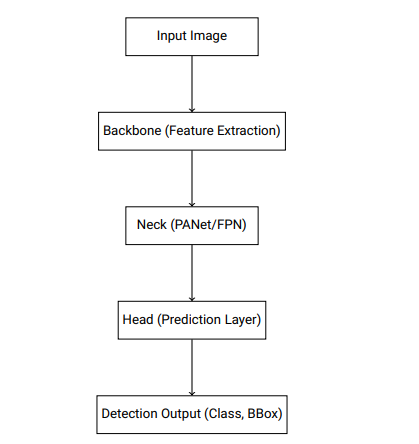 Input Image
Backbone (Feature Extraction)
Neck (PANet/FPN)
Head (Prediction Layer)
Detection Output (Class, BBox)